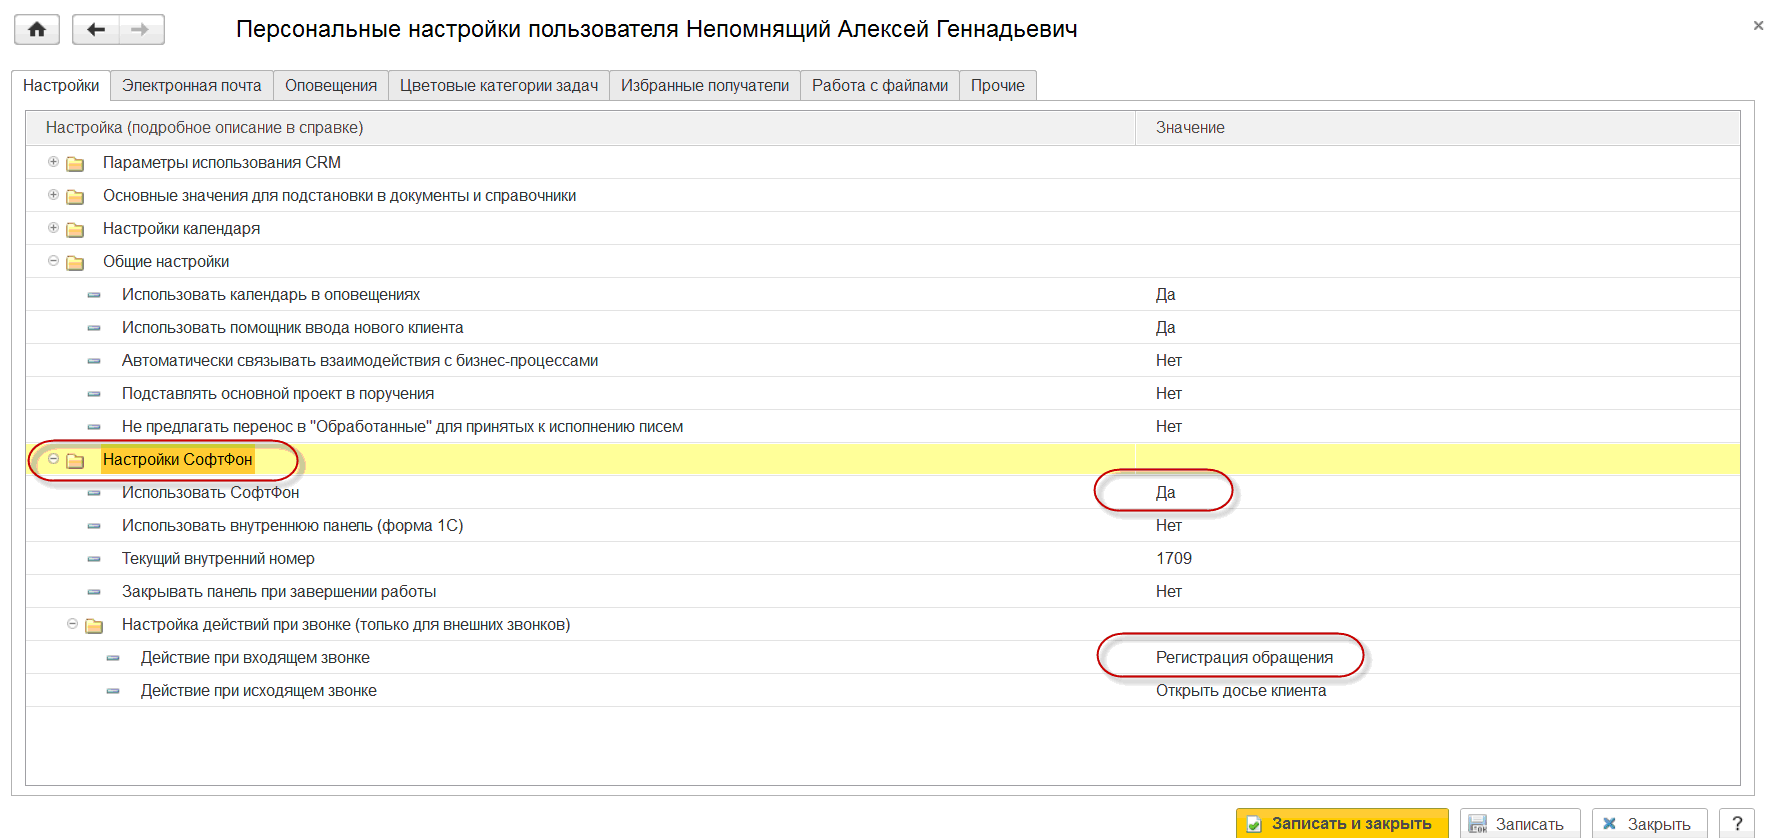 Персональные настройки пользователя Непомнящий Алексей Геннадьевич
Настройки Электронная почта Оповещения Цветовые категории задач Избранные получатели Работа с файлами Прочие
Настройка (подробное описание в справке) Значение
Параметры использования CRM
Основные значения для подстановки в документы и справочники
Настройки календаря
Общие настройки
Использовать календарь в оповещениях Да
Использовать помощник ввода нового клиента Да
Автоматически связывать взаимодействия с бизнес-процессами Нет
Подставлять основной проект в поручения Нет
Не предлагать перенос в "Обработанные" для принятых к исполнению писем Нет
Настройки СофтФон
Использовать СофтФон Да
Использовать внутреннюю панель (форма 1С) Нет
Текущий внутренний номер 1709
Закрывать панель при завершении работы Нет
Настройка действий при звонке (только для внешних звонков)
Действие при входящем звонке Регистрация обращения
Действие при исходящем звонке Открыть досье клиента
Записать и закрыть Записать Закрыть ?